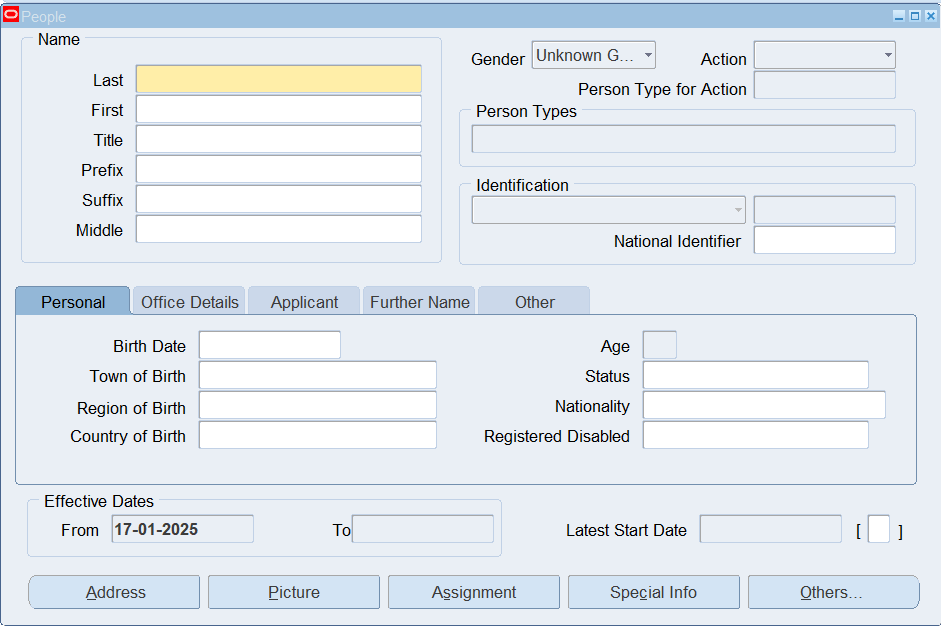 People
Name
Last
First
Title
Prefix
Suffix
Middle
Gender Unknown G... Action
Person Type for Action
Person Types
Identification
National Identifier
Personal Office Details Applicant Further Name Other
Birth Date Age
Town of Birth Status
Region of Birth Nationality
Country of Birth Registered Disabled
Effective Dates
From 17-01-2025 To Latest Start Date [ ]
Address Picture Assignment Special Info Others...